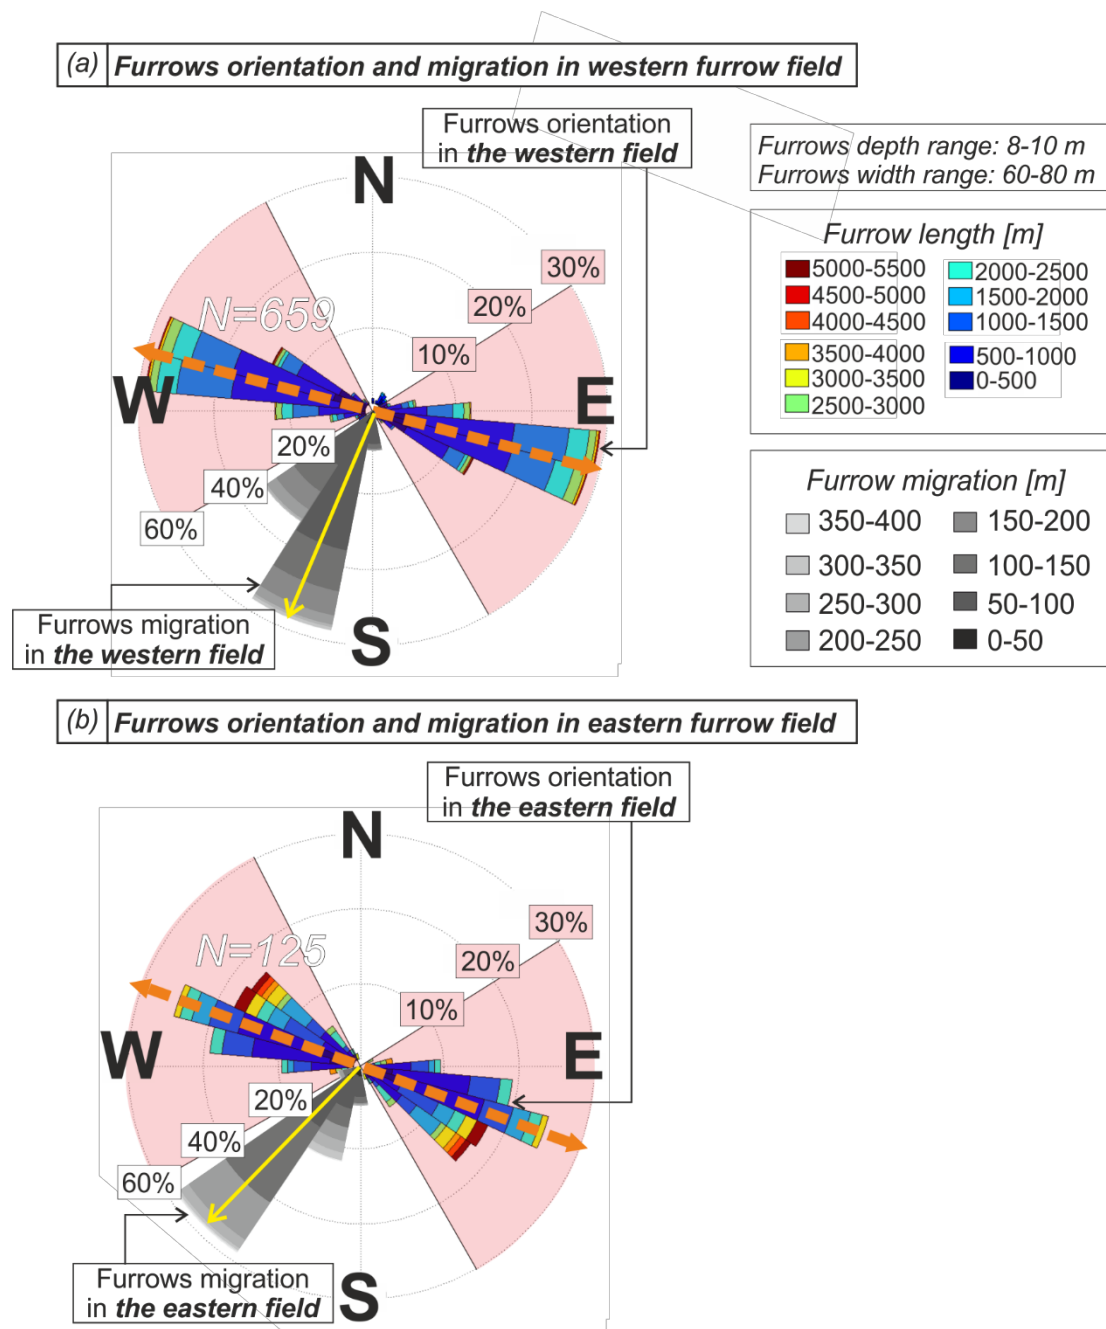 (a) Furrows orientation and migration in western furrow field
Furrows orientation
in the western field
Furrows depth range: 8-10 m
Furrows width range: 60-80 m
N
30%
20%
10%
N=659
W
E
20%
40%
60%
S
Furrows migration
in the western field
Furrow length [m]
5000-5500
4500-5000
4000-4500
3500-4000
3000-3500
2500-3000
2000-2500
1500-2000
1000-1500
500-1000
0-500
Furrow migration [m]
350-400
300-350
250-300
200-250
150-200
100-150
50-100
0-50
(b) Furrows orientation and migration in eastern furrow field
Furrows orientation
in the eastern field
N
30%
20%
10%
N=125
W
E
20%
40%
60%
S
Furrows migration
in the eastern field